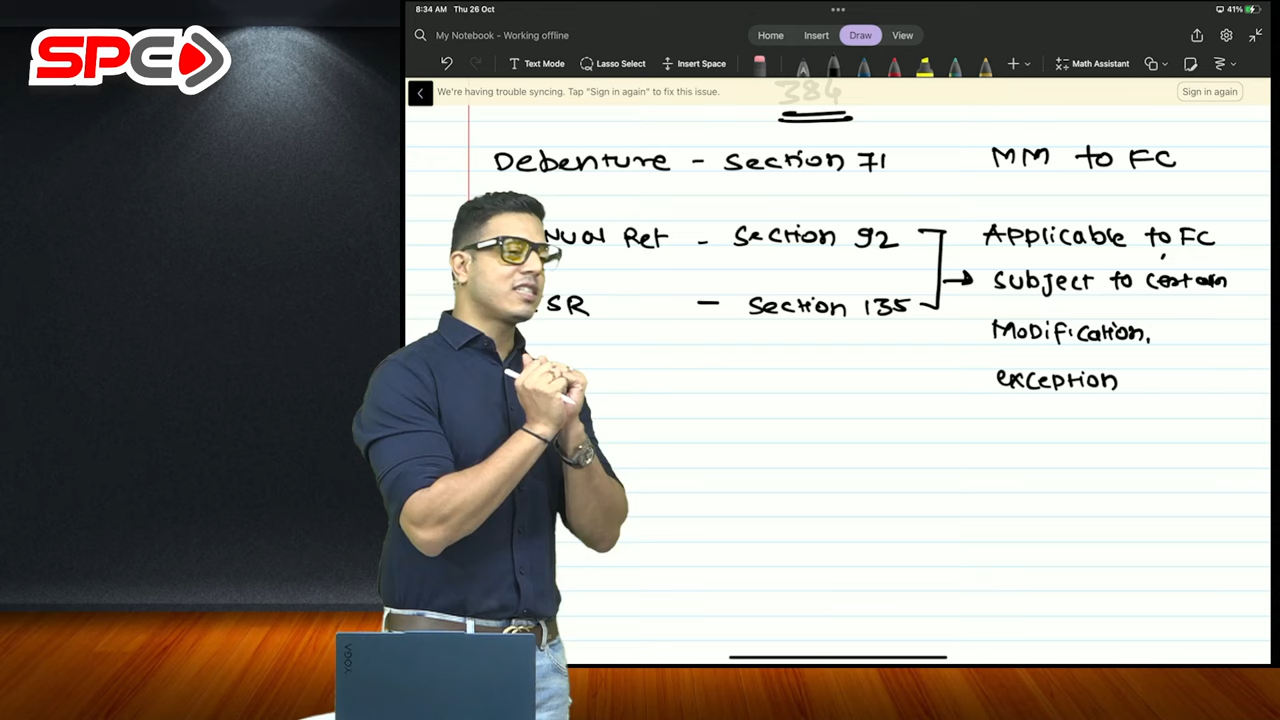 SPC
8:34 AM Thu 26 Oct
41%
My Notebook - Working offline
Home Insert Draw View
Text Mode Lasso Select Insert Space Math Assistant
We're having trouble syncing. Tap "Sign in again" to fix this issue.
Sign in again
384
Debenture - Section 71 MM to FC
nual Ret - Section 92 Applicable to FC
subject to certain
SR - Section 135
Modification,
exception
YOGA